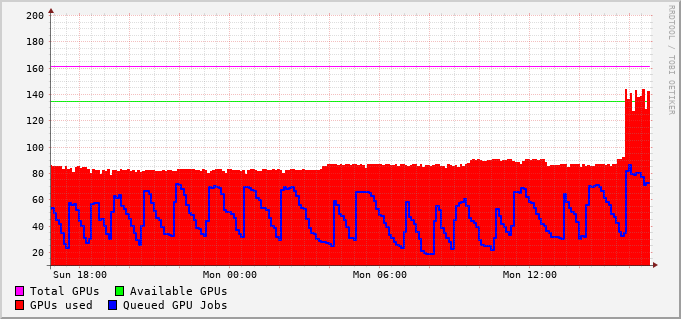 200
180
160
140
120
100
80
60
40
20
Sun 18:00 Mon 00:00 Mon 06:00 Mon 12:00
Total GPUs Available GPUs
GPUs used Queued GPU Jobs
RRDTOOL / TOBI OETIKER